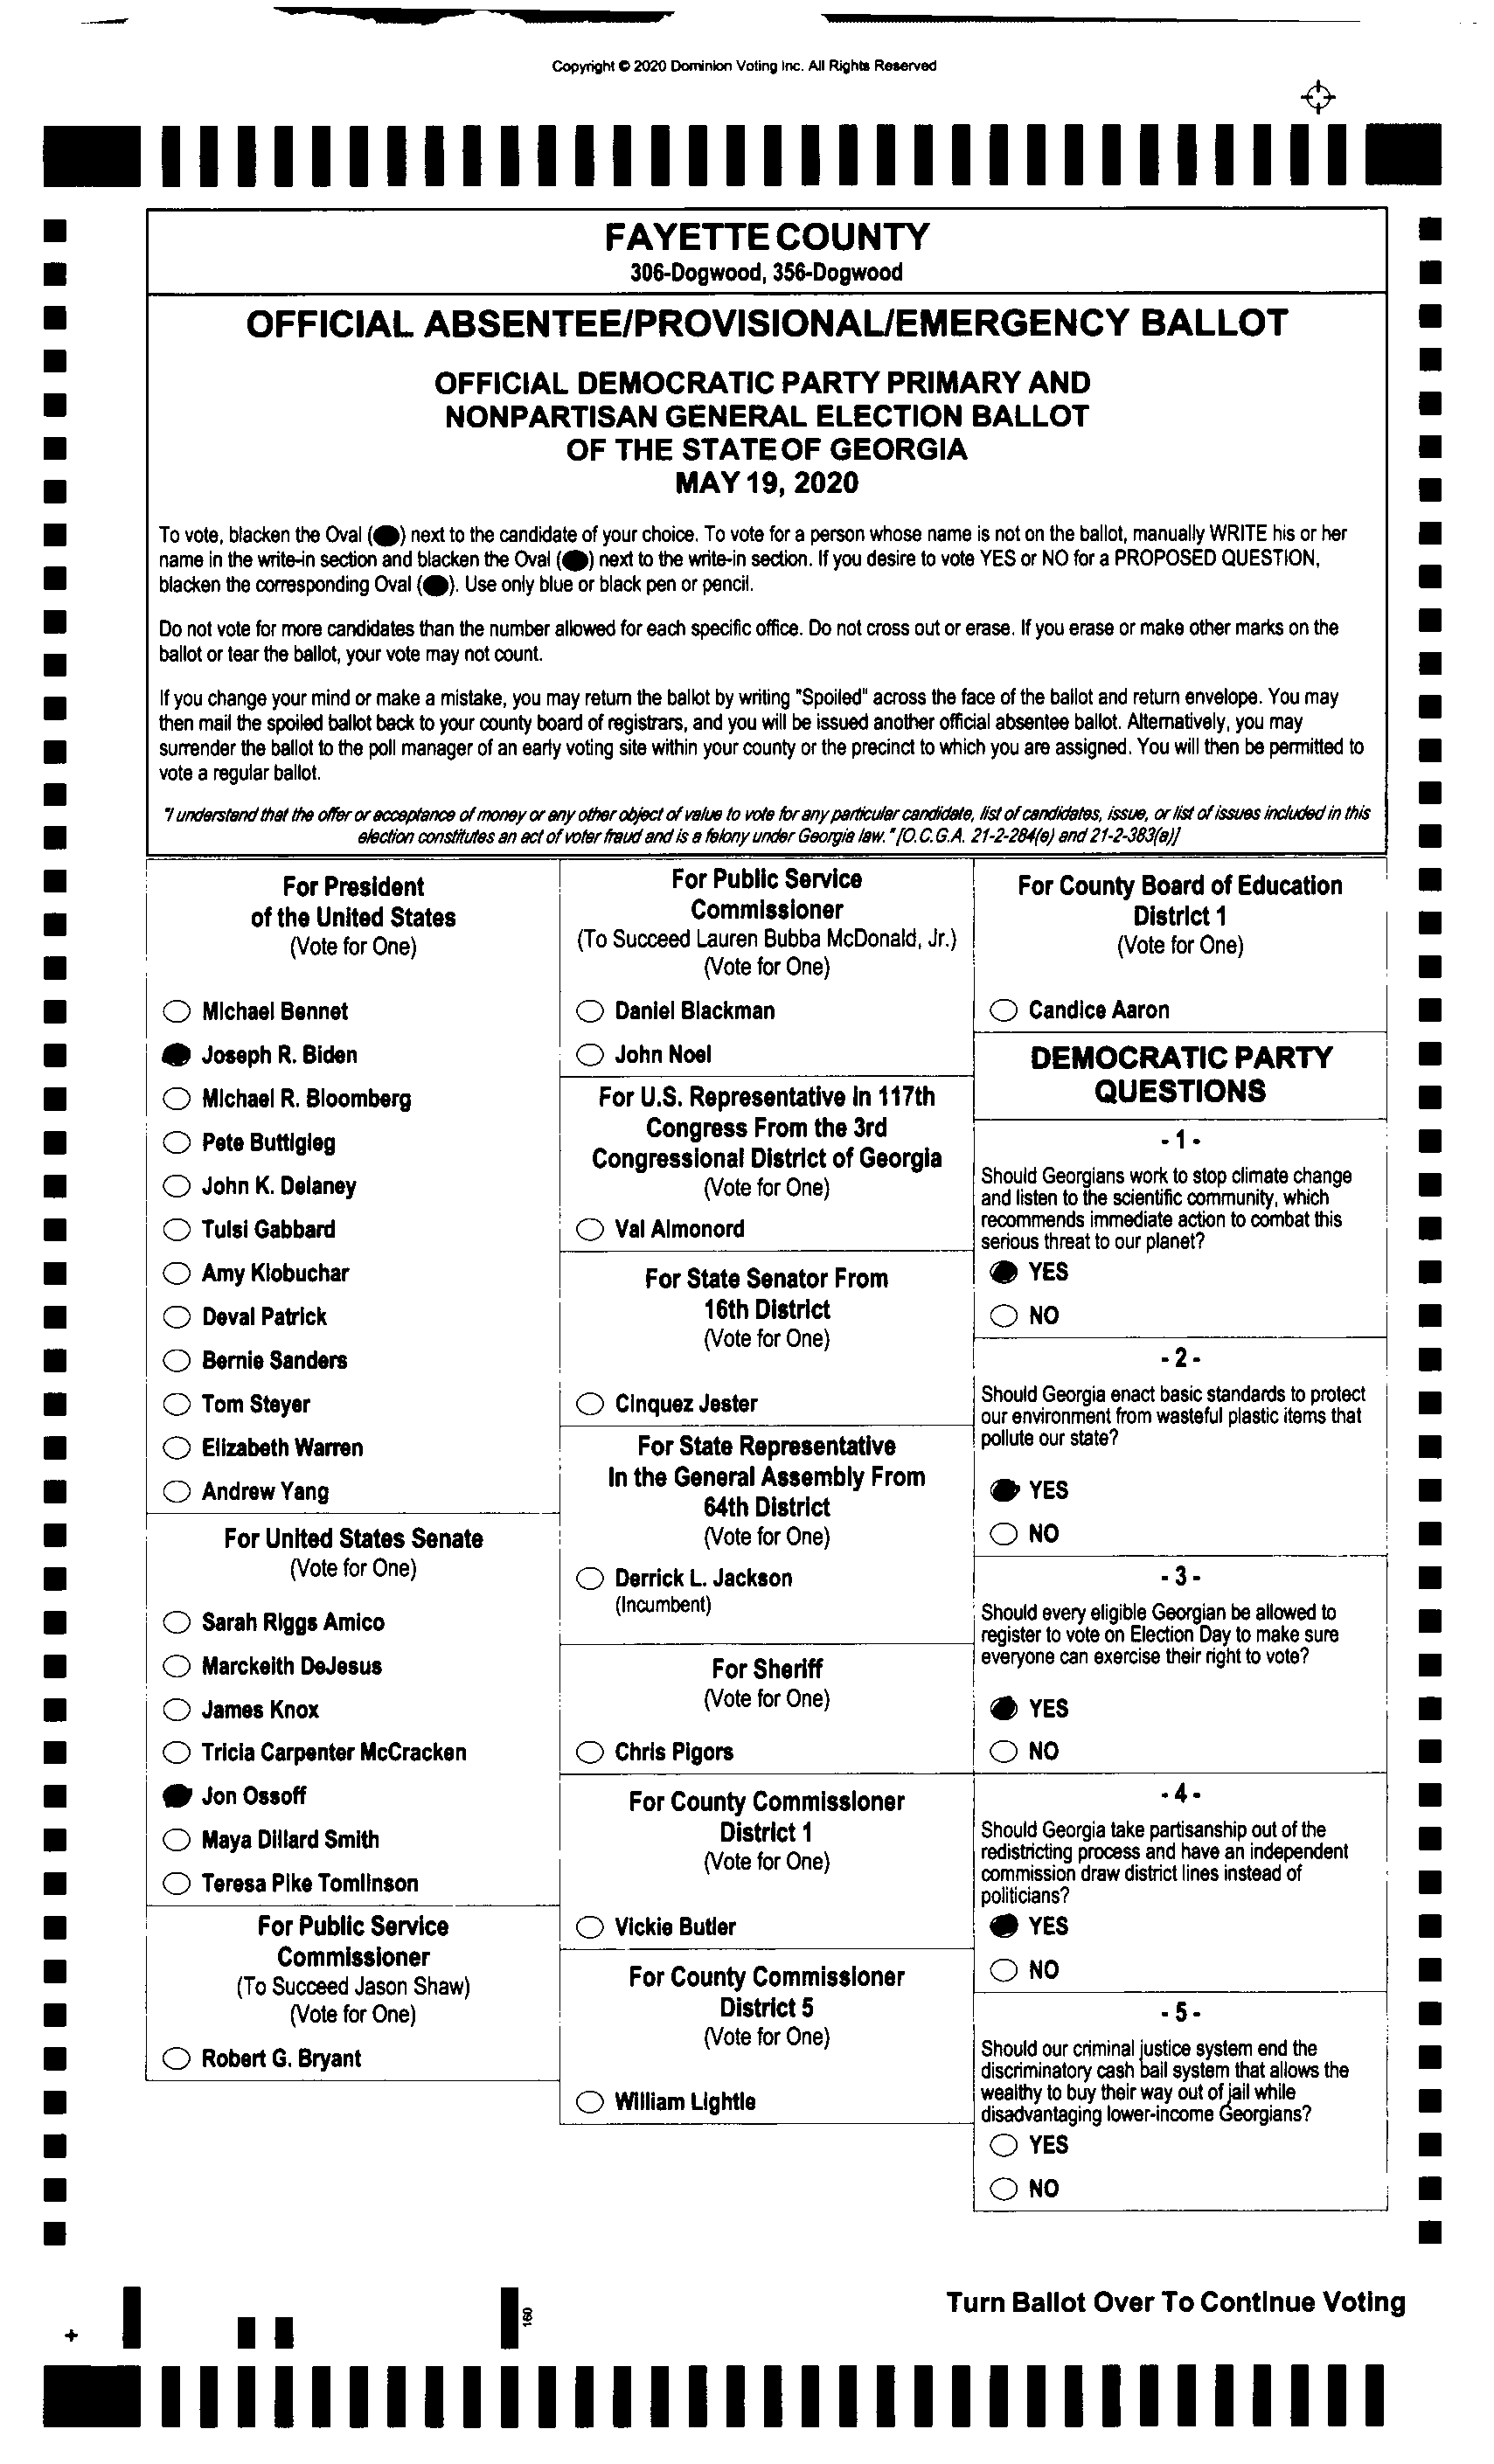 Copyright © 2020 Dominion Voting Inc. All Rights Reserved
FAYETTE COUNTY
306-Dogwood, 356-Dogwood
OFFICIAL ABSENTEE/PROVISIONAL/EMERGENCY BALLOT
OFFICIAL DEMOCRATIC PARTY PRIMARY AND
NONPARTISAN GENERAL ELECTION BALLOT
OF THE STATE OF GEORGIA
MAY 19, 2020
To vote, blacken the Oval (⬬) next to the candidate of your choice. To vote for a person whose name is not on the ballot, manually WRITE his or her
name in the write-in section and blacken the Oval (⬬) next to the write-in section. If you desire to vote YES or NO for a PROPOSED QUESTION,
blacken the corresponding Oval (⬬). Use only blue or black pen or pencil.
Do not vote for more candidates than the number allowed for each specific office. Do not cross out or erase. If you erase or make other marks on the
ballot or tear the ballot, your vote may not count.
If you change your mind or make a mistake, you may return the ballot by writing "Spoiled" across the face of the ballot and return envelope. You may
then mail the spoiled ballot back to your county board of registrars, and you will be issued another official absentee ballot. Alternatively, you may
surrender the ballot to the poll manager of an early voting site within your county or the precinct to which you are assigned. You will then be permitted to
vote a regular ballot.
"I understand that the offer or acceptance of money or any other object of value to vote for any particular candidate, list of candidates, issue, or list of issues included in this
election constitutes an act of voter fraud and is a felony under Georgia law." [O.C.G.A. 21-2-284(e) and 21-2-383(a)]
For President
of the United States
(Vote for One)
Michael Bennet
Joseph R. Biden
Michael R. Bloomberg
Pete Buttigieg
John K. Delaney
Tulsi Gabbard
Amy Klobuchar
Deval Patrick
Bernie Sanders
Tom Steyer
Elizabeth Warren
Andrew Yang
For United States Senate
(Vote for One)
Sarah Riggs Amico
Marckeith DeJesus
James Knox
Tricia Carpenter McCracken
Jon Ossoff
Maya Dillard Smith
Teresa Pike Tomlinson
For Public Service
Commissioner
(To Succeed Jason Shaw)
(Vote for One)
Robert G. Bryant
For Public Service
Commissioner
(To Succeed Lauren Bubba McDonald, Jr.)
(Vote for One)
Daniel Blackman
John Noel
For U.S. Representative in 117th
Congress From the 3rd
Congressional District of Georgia
(Vote for One)
Val Almonord
For State Senator From
16th District
(Vote for One)
Cinquez Jester
For State Representative
In the General Assembly From
64th District
(Vote for One)
Derrick L. Jackson
(Incumbent)
For Sheriff
(Vote for One)
Chris Pigors
For County Commissioner
District 1
(Vote for One)
Vickie Butler
For County Commissioner
District 5
(Vote for One)
William Lightle
For County Board of Education
District 1
(Vote for One)
Candice Aaron
DEMOCRATIC PARTY
QUESTIONS
- 1 -
Should Georgians work to stop climate change
and listen to the scientific community, which
recommends immediate action to combat this
serious threat to our planet?
YES
NO
- 2 -
Should Georgia enact basic standards to protect
our environment from wasteful plastic items that
pollute our state?
YES
NO
- 3 -
Should every eligible Georgian be allowed to
register to vote on Election Day to make sure
everyone can exercise their right to vote?
YES
NO
- 4 -
Should Georgia take partisanship out of the
redistricting process and have an independent
commission draw district lines instead of
politicians?
YES
NO
- 5 -
Should our criminal justice system end the
discriminatory cash bail system that allows the
wealthy to buy their way out of jail while
disadvantaging lower-income Georgians?
YES
NO
Turn Ballot Over To Continue Voting
160